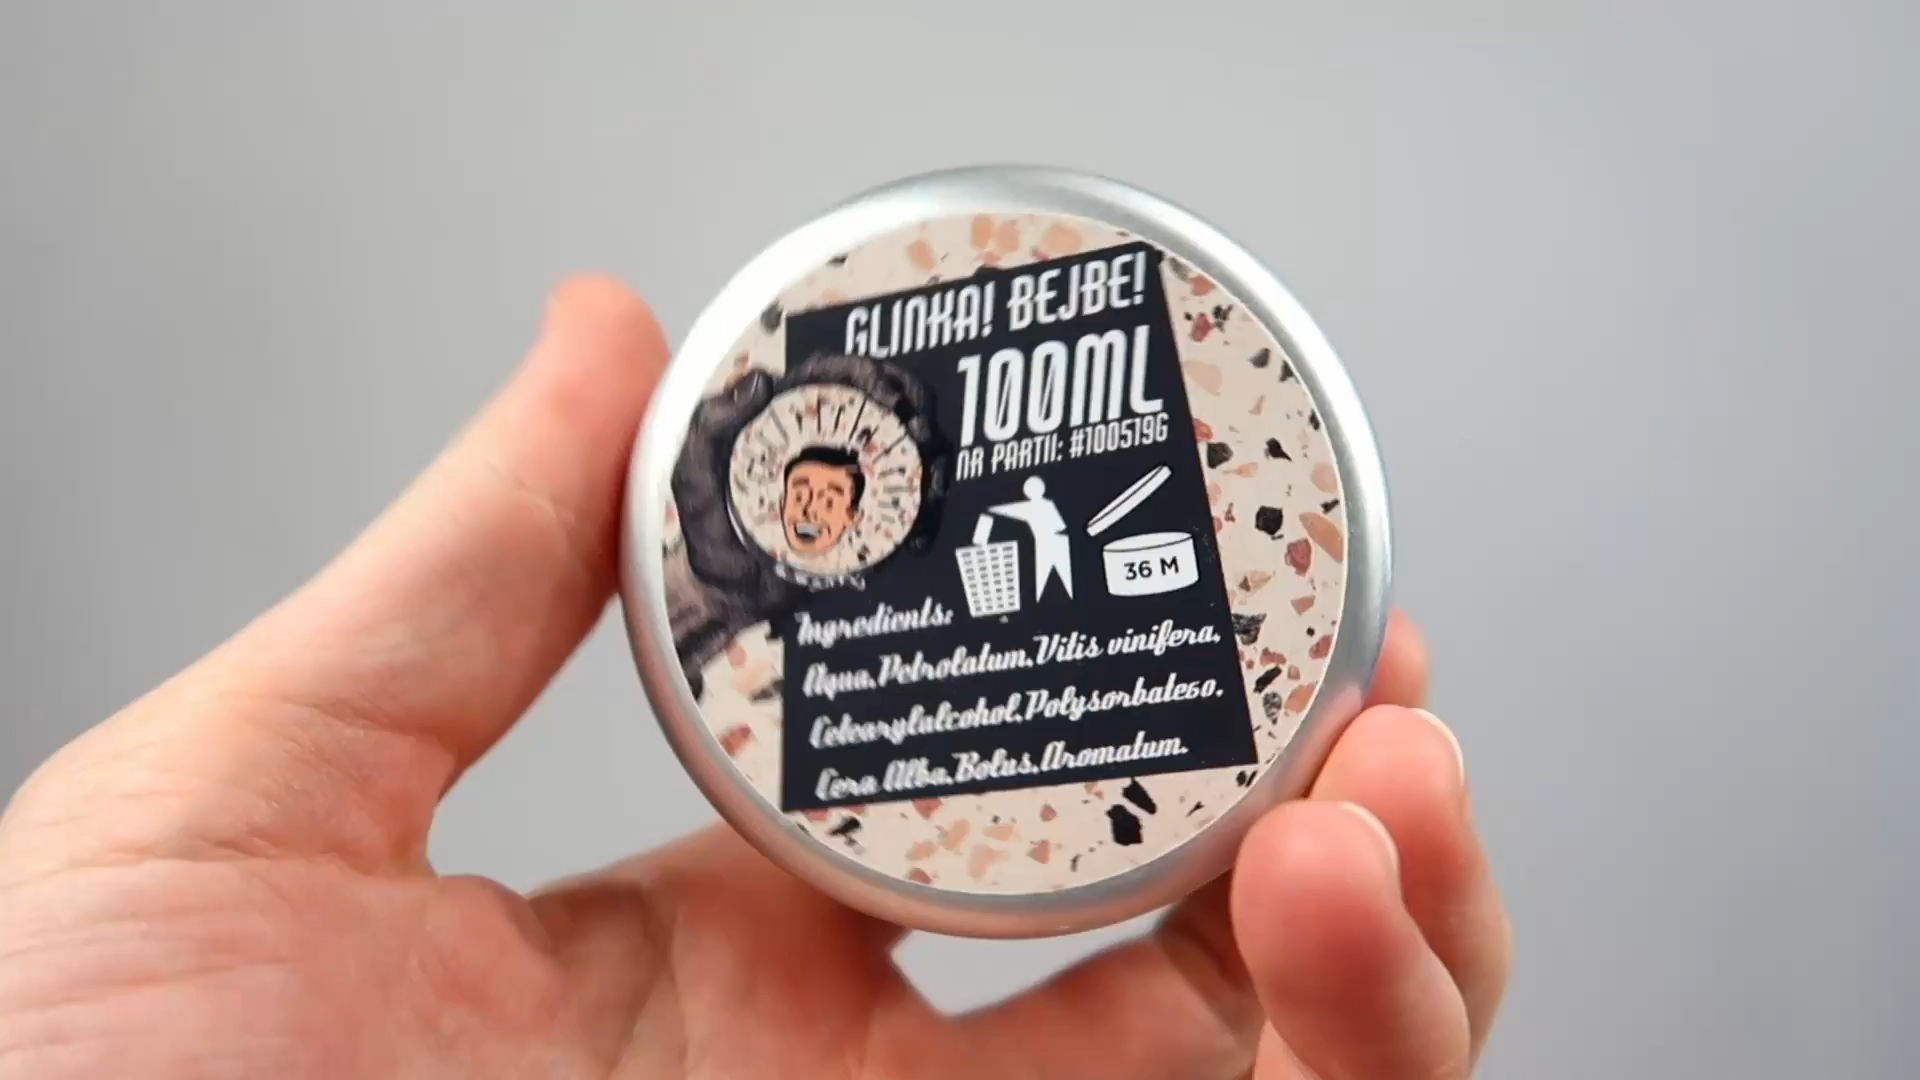 GLINKA! BEJBE!
100ML
NR PARTII: #100519G
36 M
Ingredients:
Aqua, Petrolatum, Vitis vinifera,
Cetearylalcohol, Polysorbate60,
Cera Alba, Bolus, Aromatum.